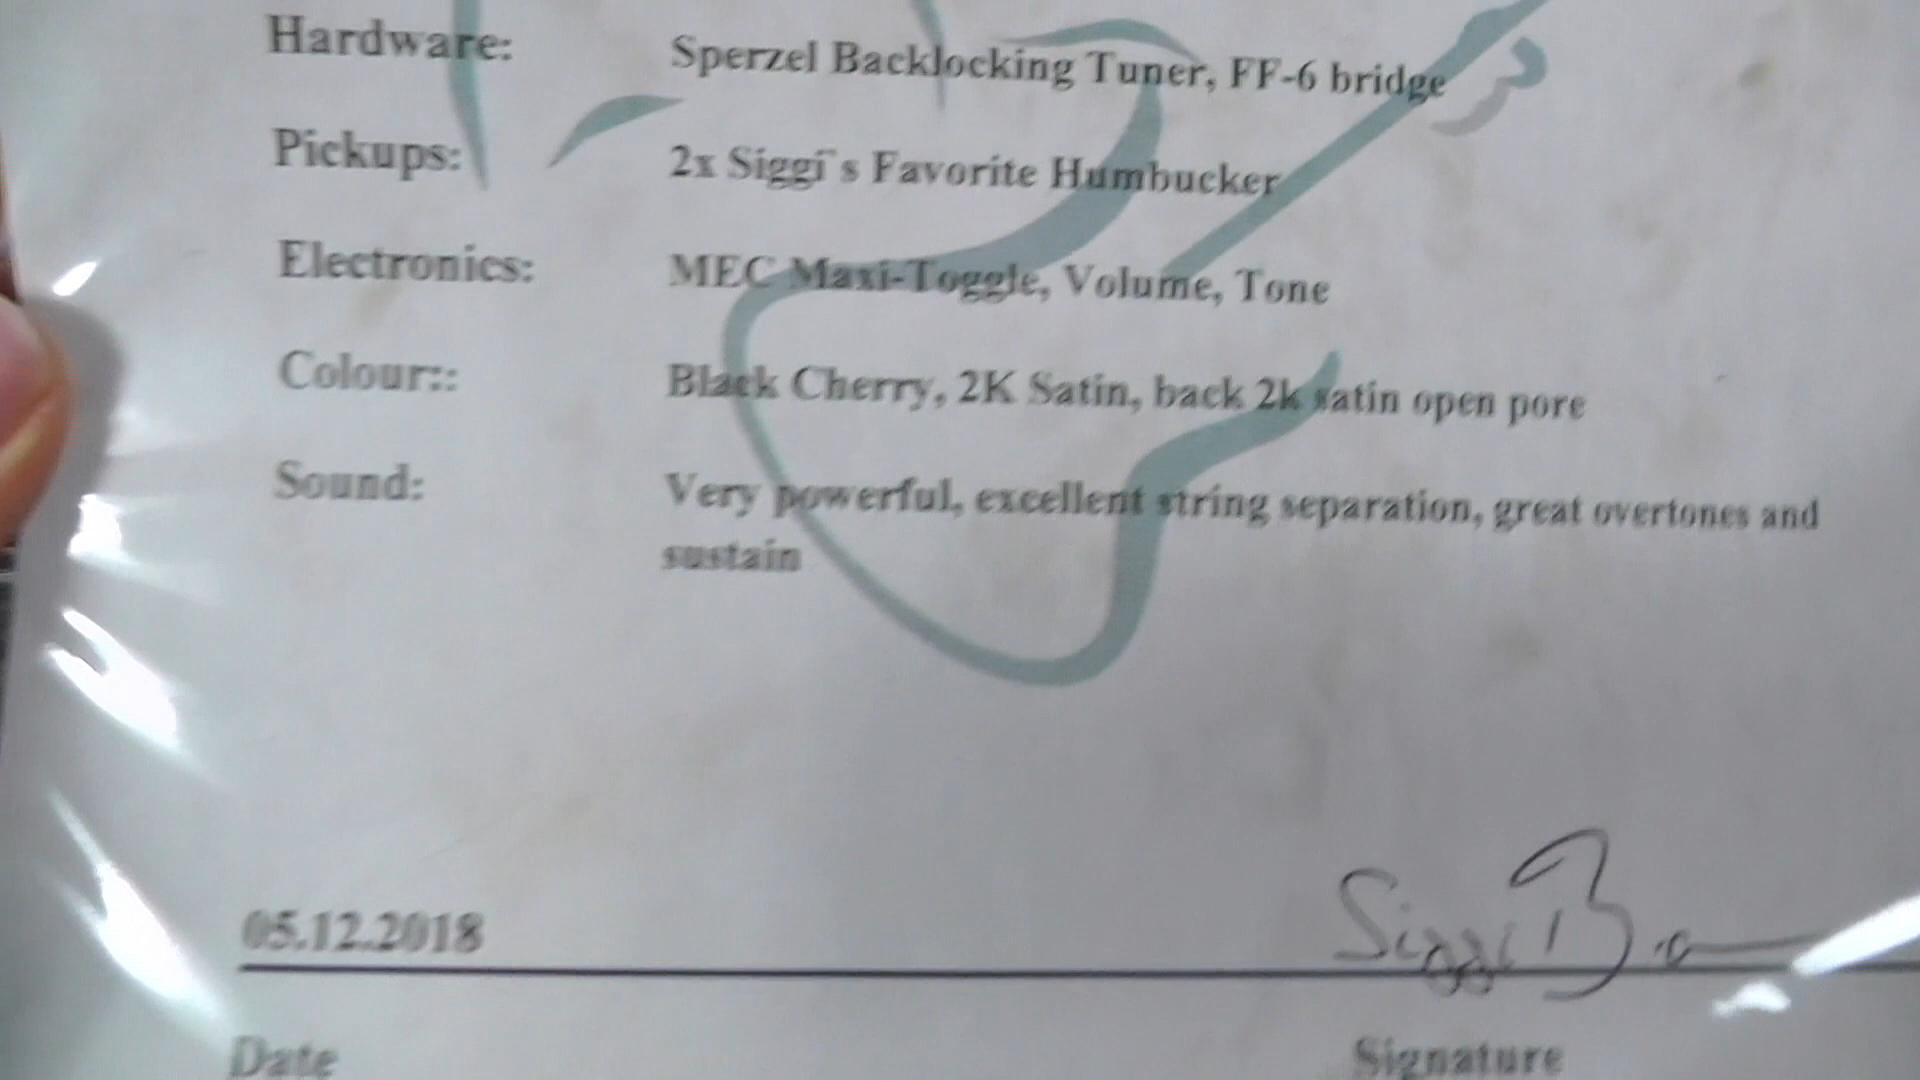 Hardware: Sperzel Backlocking Tuner, FF-6 bridge
Pickups: 2x Siggi`s Favorite Humbucker
Electronics: MEC Maxi-Toggle, Volume, Tone
Colour:: Black Cherry, 2K Satin, back 2k satin open pore
Sound: Very powerful, excellent string separation, great overtones and
sustain
05.12.2018 Siggi
Date Signature